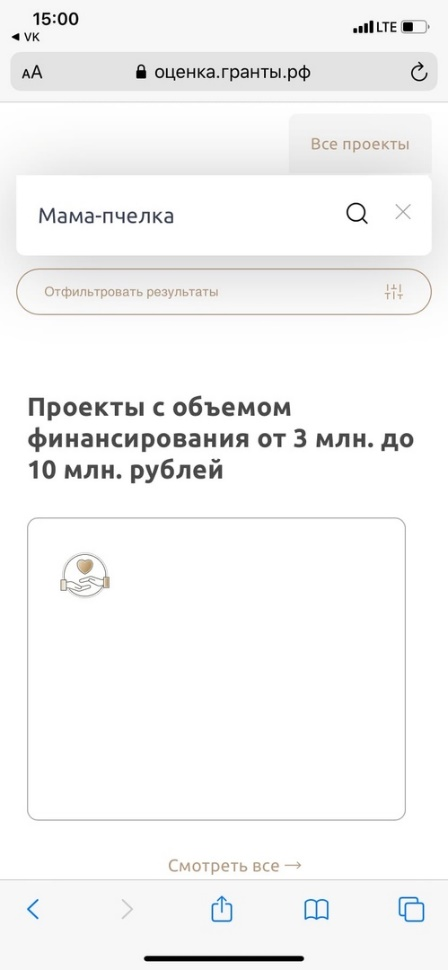 15:00
LTE
◀ VK
AA
оценка.гранты.рф
Все проекты
Мама-пчелка
Отфильтровать результаты
Проекты с объемом
финансирования от 3 млн. до
10 млн. рублей
Смотреть все →